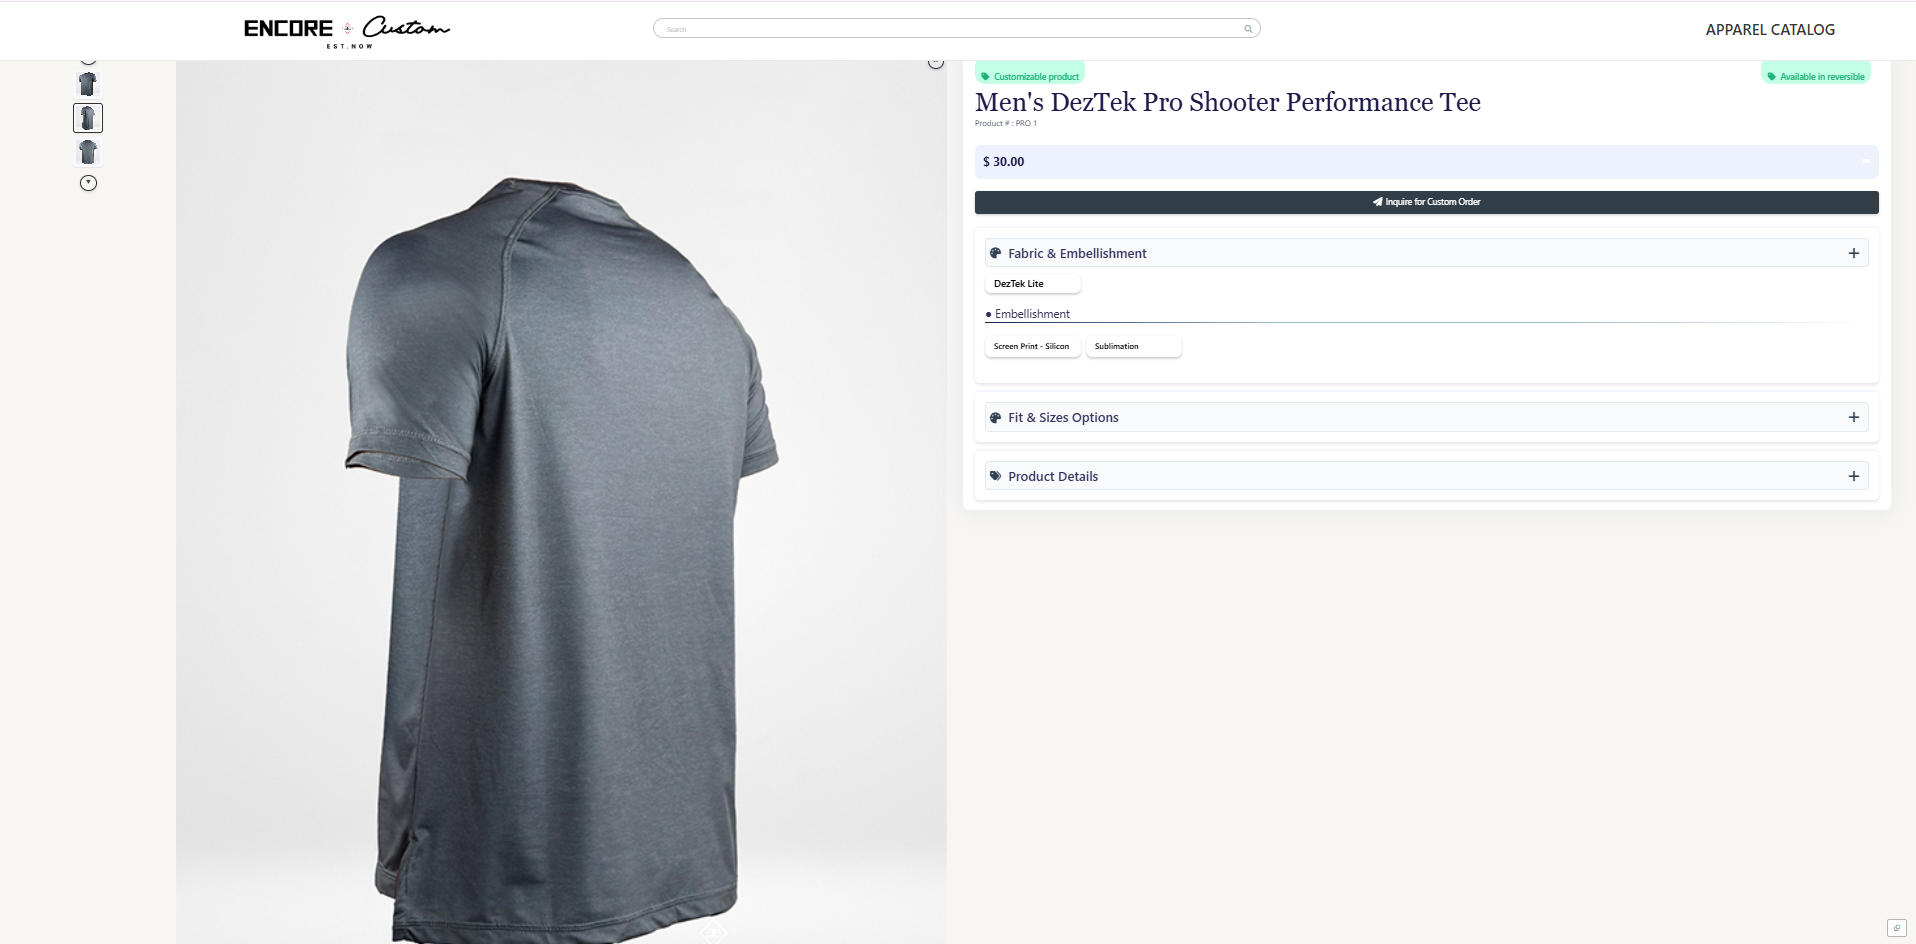 ENCORE Custom
EST.NOW
Search
APPAREL CATALOG
Customizable product
Available in reversible
Men's DezTek Pro Shooter Performance Tee
Product # : PRO 1
$ 30.00
Inquire for Custom Order
Fabric & Embellishment
DezTek Lite
Embellishment
Screen Print - Silicon
Sublimation
Fit & Sizes Options
Product Details